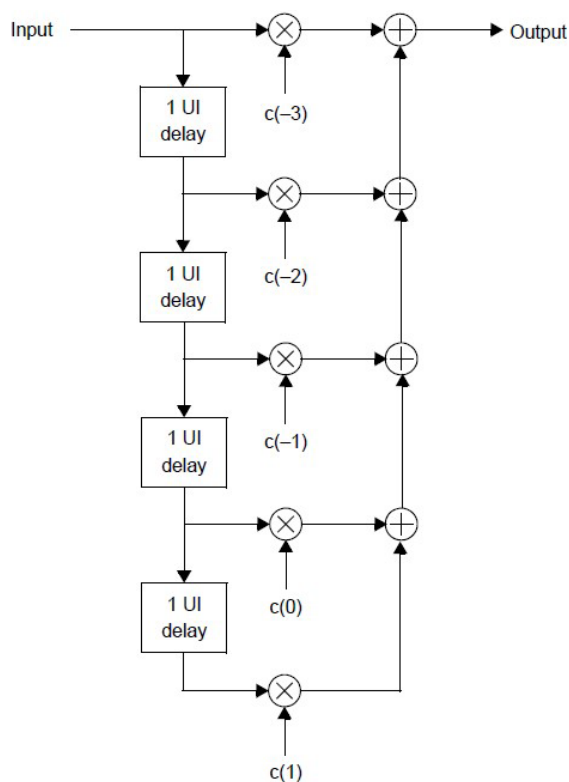 Input
Output
c(–3)
1 UI
delay
c(–2)
1 UI
delay
c(–1)
1 UI
delay
c(0)
1 UI
delay
c(1)